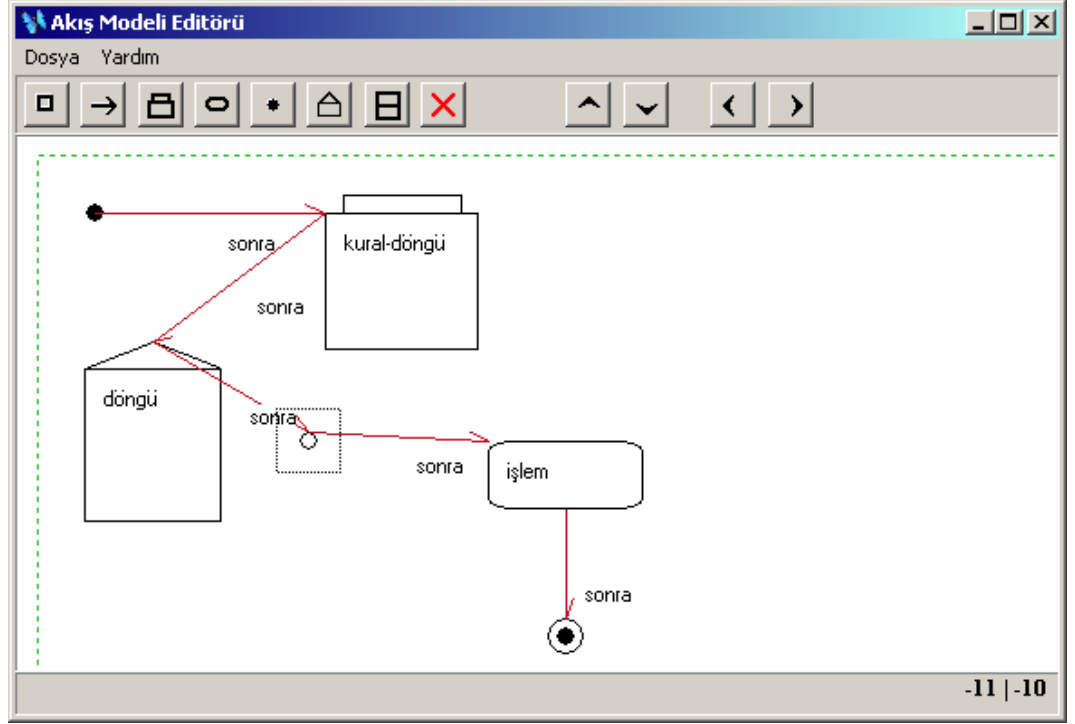 Akış Modeli Editörü
Dosya Yardım
sonra
kural-döngü
sonra
döngü
sonra
sonra
işlem
sonra
-11 | -10